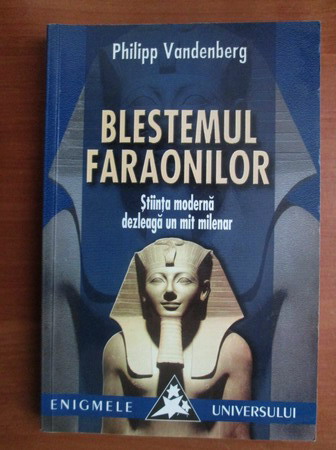 Philipp Vandenberg
BLESTEMUL
FARAONILOR
Știința modernă
dezleagă un mit milenar
ENIGMELE UNIVERSULUI